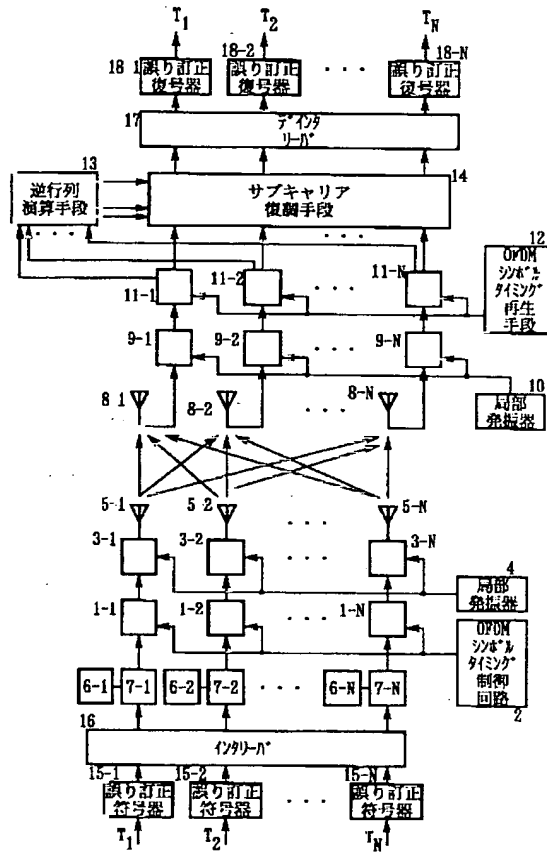 T1 T2 TN
18 1 18-2 18-N
誤り訂正 誤り訂正 誤り訂正
復号器 復号器 復号器
17
デインタ
リーバ
13
逆行列
演算手段
・・・
14
サブキャリア
復調手段
12
OFDM
シンボル
タイミング
再生
手段
11-1 11-2 11-N
9-1 9-2 9-N
10
局部
発振器
8 1 8-2 ・・・ 8-N
5-1 5 2 5-N
・・・
3-1 3-2 ・・・ 3-N
4
局部
発振器
1-1 1-2 ・・・ 1-N
OFDM
シンボル
タイミング
制御
回路
2
6-1 7-1 6-2 7-2 ・・・ 6-N 7-N
16
インタリーバ
15-1 15-2 15-N
誤り訂正 誤り訂正 ・・・ 誤り訂正
符号器 符号器 符号器
T1 T2 TN